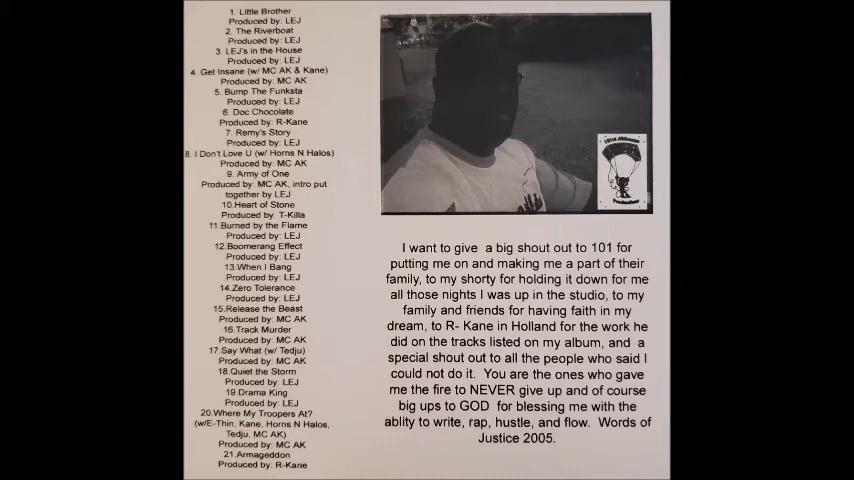 1. Little Brother
Produced by: LEJ
2. The Riverboat
Produced by: LEJ
3. LEJ's in the House
Produced by: LEJ
4. Get Insane (w/ MC AK & Kane)
Produced by: MC AK
5. Bump The Funksta
Produced by: LEJ
6. Doc Chocolate
Produced by: R-Kane
7. Remy's Story
Produced by: LEJ
8. I Don't Love U (w/ Horns N Halos)
Produced by: MC AK
9. Army of One
Produced by: MC AK, intro put
together by LEJ
10.Heart of Stone
Produced by: T-Killa
11.Burned by the Flame
Produced by: LEJ
12.Boomerang Effect
Produced by: LEJ
13.When I Bang
Produced by: LEJ
14.Zero Tolerance
Produced by: LEJ
15.Release the Beast
Produced by: MC AK
16.Track Murder
Produced by: MC AK
17.Say What (w/ Tedju)
Produced by: MC AK
18.Quiet the Storm
Produced by: LEJ
19.Drama King
Produced by: LEJ
20.Where My Troopers At?
(w/E-Thin, Kane, Horns N Halos,
Tedju, MC AK)
Produced by: MC AK
21.Armageddon
Produced by: R-Kane
101st Airborne
Productions
I want to give a big shout out to 101 for
putting me on and making me a part of their
family, to my shorty for holding it down for me
all those nights I was up in the studio, to my
family and friends for having faith in my
dream, to R- Kane in Holland for the work he
did on the tracks listed on my album, and a
special shout out to all the people who said I
could not do it. You are the ones who gave
me the fire to NEVER give up and of course
big ups to GOD for blessing me with the
ablity to write, rap, hustle, and flow. Words of
Justice 2005.